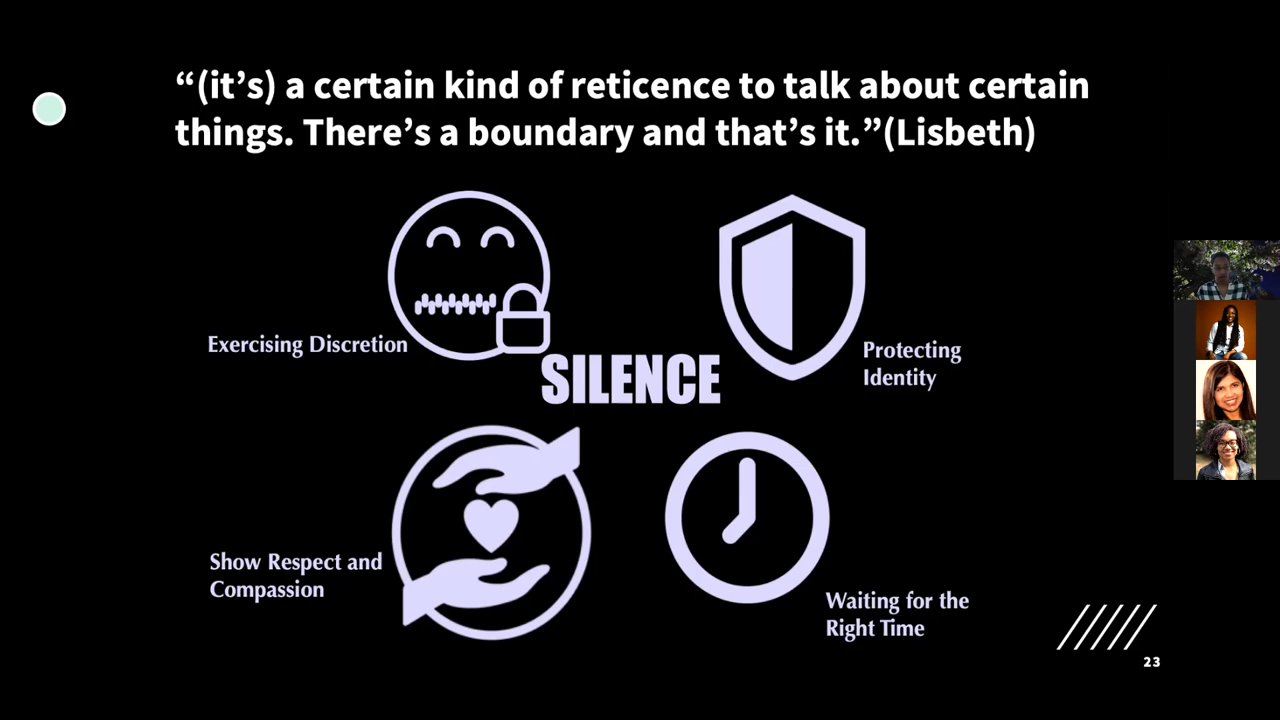 “(it’s) a certain kind of reticence to talk about certain
things. There’s a boundary and that’s it.”(Lisbeth)
Exercising Discretion
Protecting
Identity
SILENCE
Show Respect and
Compassion
Waiting for the
Right Time
23